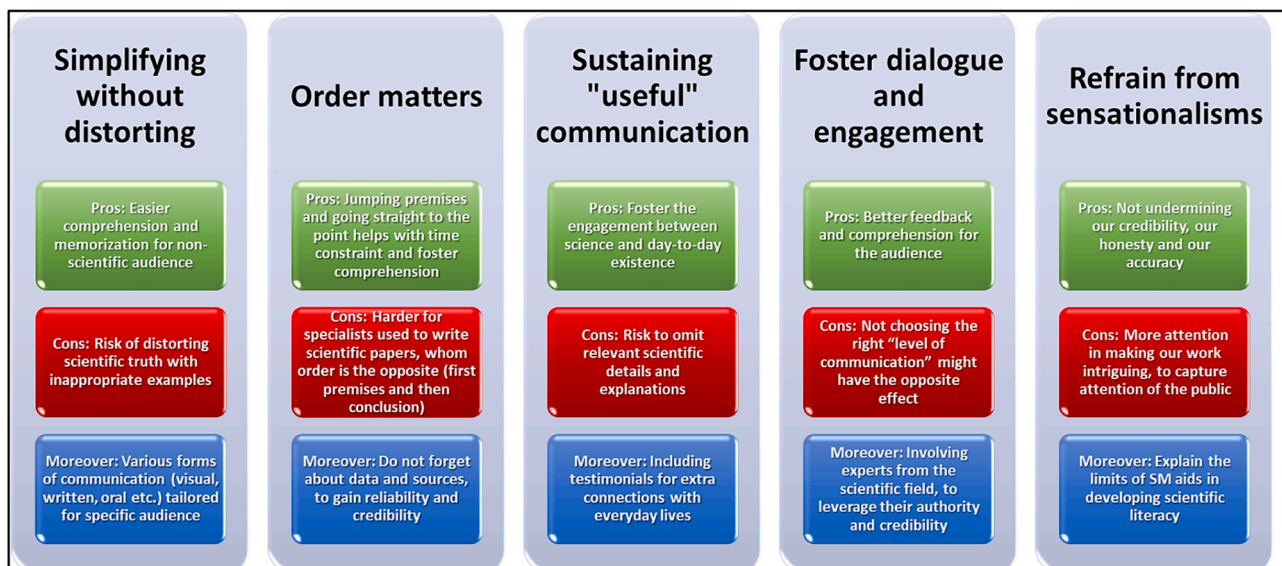 Simplifying
without
distorting
Pros: Easier
comprehension and
memorization for non-
scientific audience
Cons: Risk of distorting
scientific truth with
inappropriate examples
Moreover: Various forms
of communication (visual,
written, oral etc.) tailored
for specific audience
Order matters
Pros: Jumping premises
and going straight to the
point helps with time
constraint and foster
comprehension
Cons: Harder for
specialists used to write
scientific papers, whom
order is the opposite (first
premises and then
conclusion)
Moreover: Do not forget
about data and sources,
to gain reliability and
credibility
Sustaining
"useful"
communication
Pros: Foster the
engagement between
science and day-to-day
existence
Cons: Risk to omit
relevant scientific
details and
explanations
Moreover: Including
testimonials for extra
connections with
everyday lives
Foster dialogue
and
engagement
Pros: Better feedback
and comprehension for
the audience
Cons: Not choosing the
right “level of
communication” might
have the opposite
effect
Moreover: Involving
experts from the
scientific field, to
leverage their authority
and credibility
Refrain from
sensationalisms
Pros: Not undermining
our credibility, our
honesty and our
accuracy
Cons: More attention
in making our work
intriguing, to capture
attention of the public
Moreover: Explain the
limits of SM aids in
developing scientific
literacy